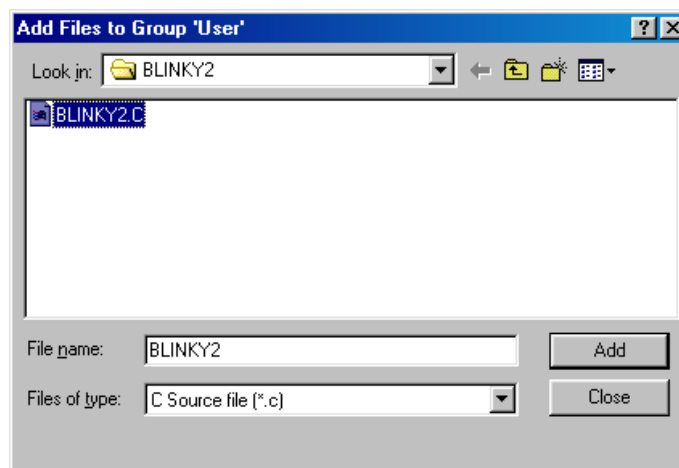 Add Files to Group 'User'
Look in: BLINKY2
BLINKY2.C
File name: BLINKY2 Add
Files of type: C Source file (*.c) Close